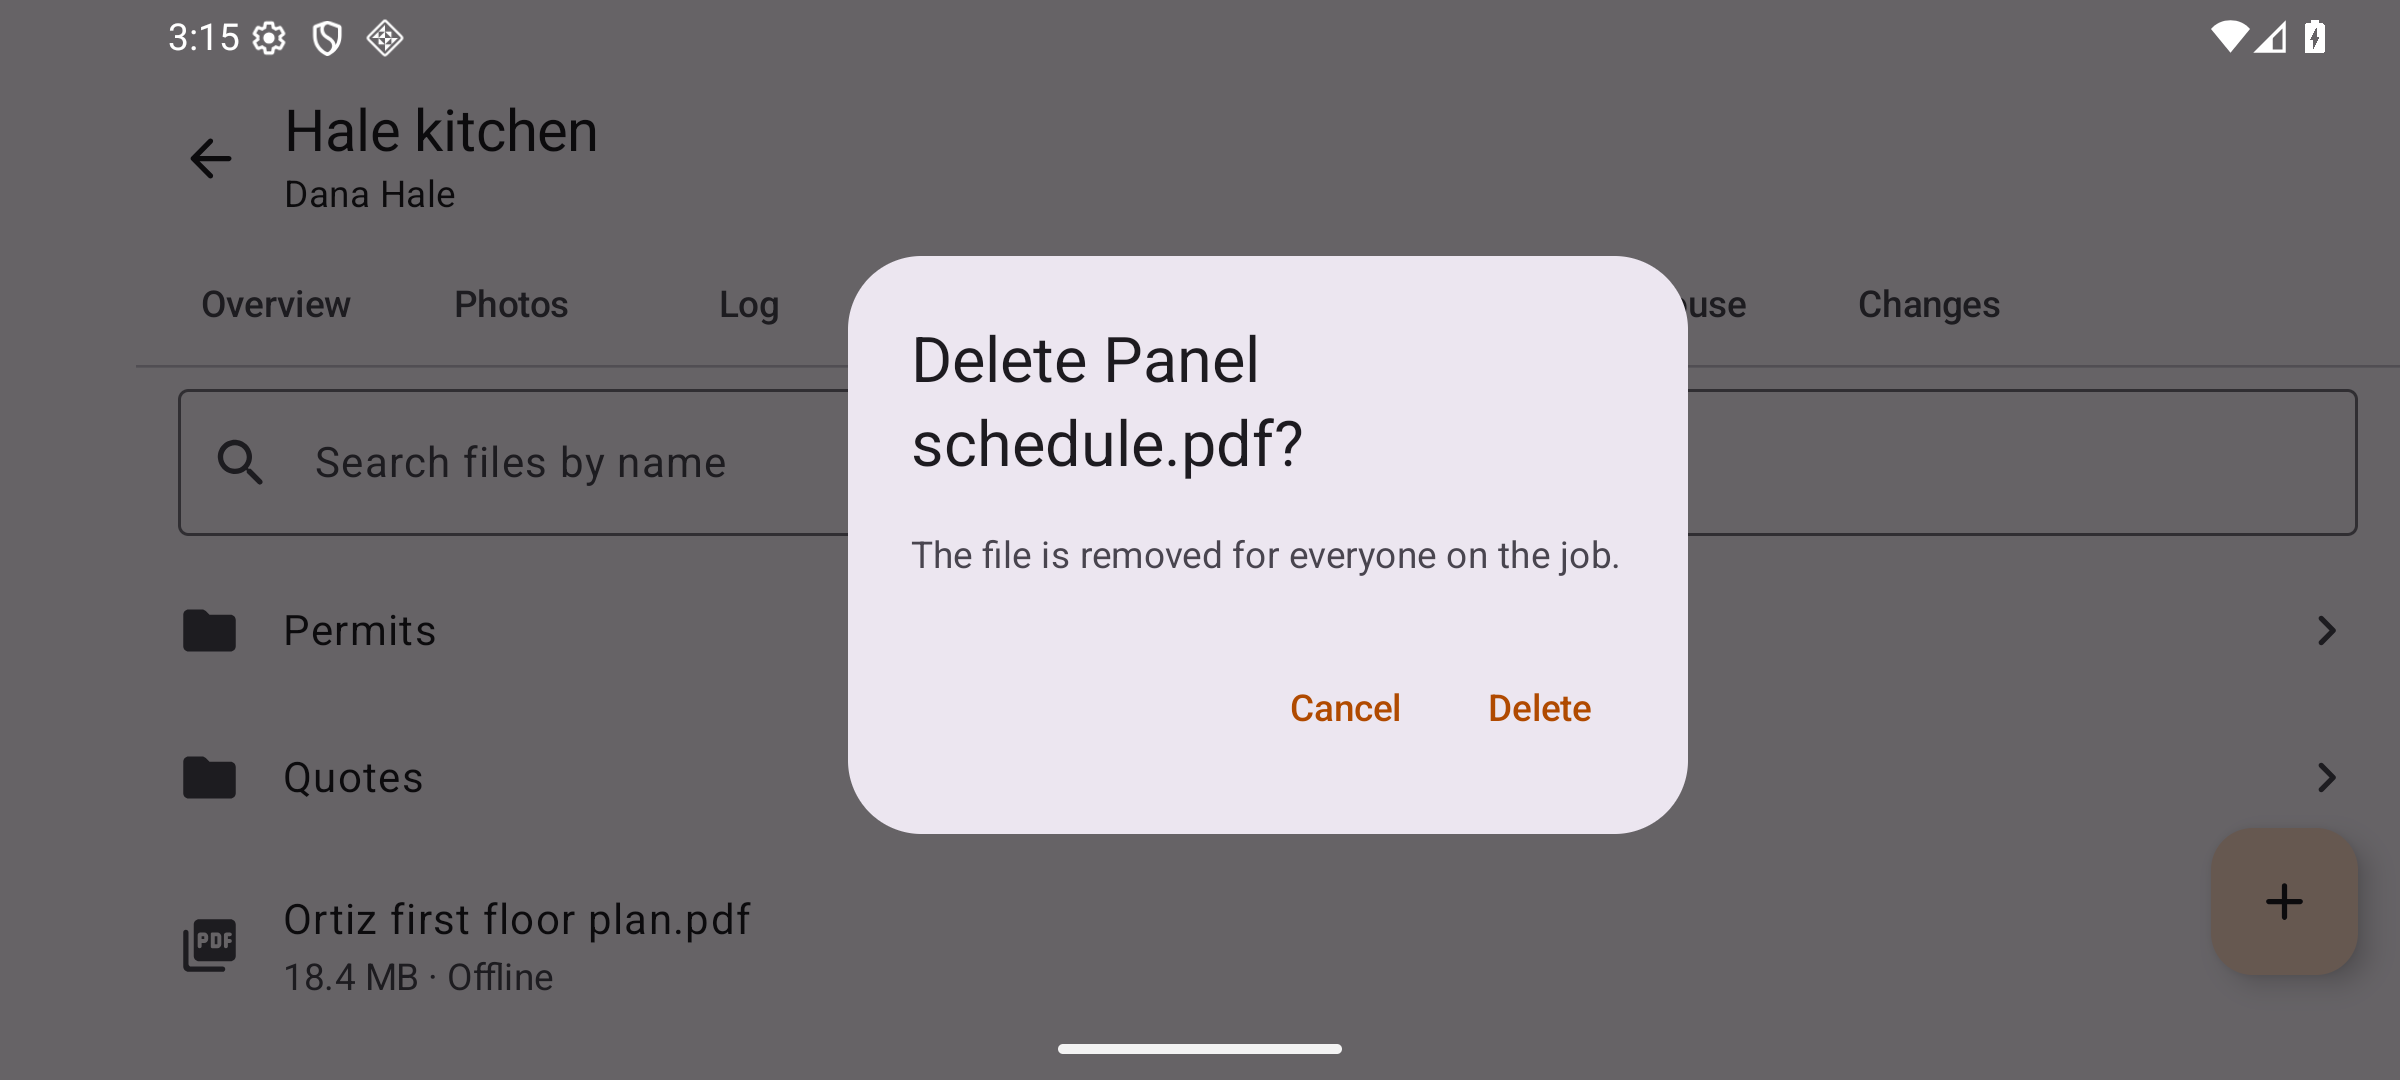 3:15
Hale kitchen
Dana Hale
Overview Photos Log Changes
Search files by name
Delete Panel
schedule.pdf?
The file is removed for everyone on the job.
Cancel Delete
Permits
Quotes
PDF
Ortiz first floor plan.pdf
18.4 MB · Offline